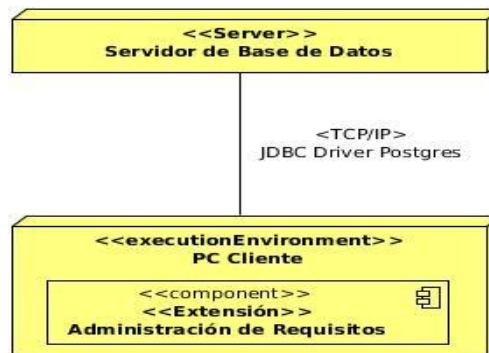 <<Server>>
Servidor de Base de Datos
<TCP/IP>
JDBC Driver Postgres
<<executionEnvironment>>
PC Cliente
<<component>>
<<Extensión>>
Administración de Requisitos